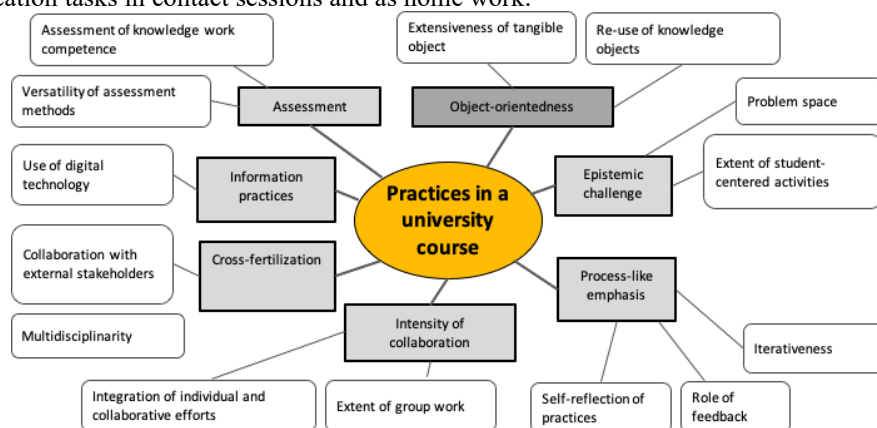 cation tasks in contact sessions and as home work.
Assessment of knowledge work
competence
Extensiveness of tangible
object
Re-use of knowledge
objects
Versatility of assessment
methods
Assessment
Object-orientedness
Problem space
Use of digital
technology
Information
practices
Practices in a
university
course
Epistemic
challenge
Extent of student-
centered activities
Collaboration with
external stakeholders
Cross-fertilization
Process-like
emphasis
Multidisciplinarity
Intensity of
collaboration
Iterativeness
Integration of individual and
collaborative efforts
Extent of group work
Self-reflection of
practices
Role of
feedback